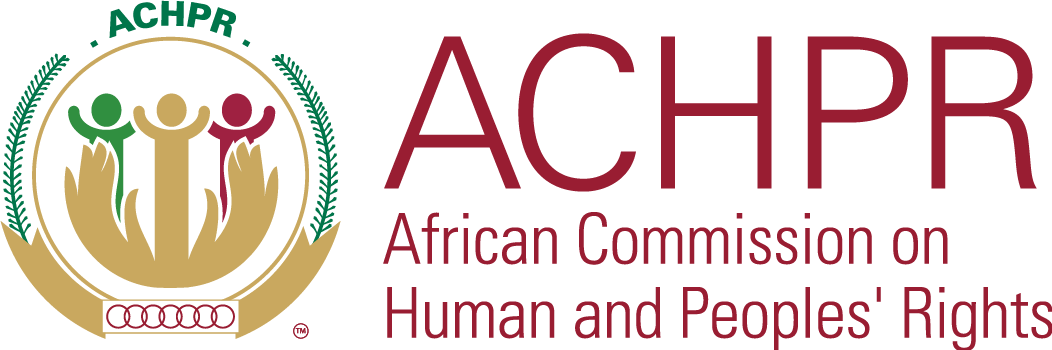 . ACHPR .
ACHPR
African Commission on
Human and Peoples' Rights
TM